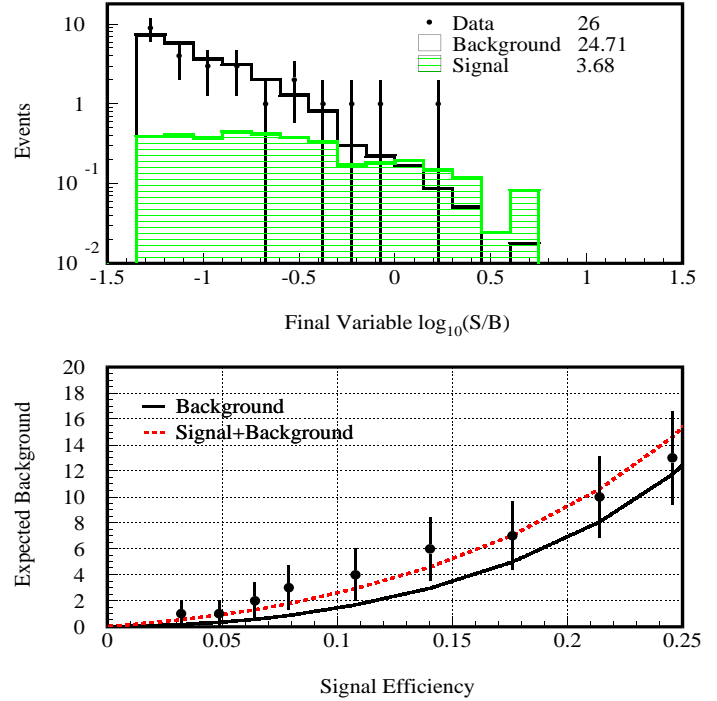 Data 26
Background 24.71
Signal 3.68
Events
10
1
10⁻¹
10⁻²
-1.5 -1 -0.5 0 0.5 1 1.5
Final Variable log₁₀(S/B)
Expected Background
20
18
16
14
12
10
8
6
4
2
0
Background
Signal+Background
0 0.05 0.1 0.15 0.2 0.25
Signal Efficiency